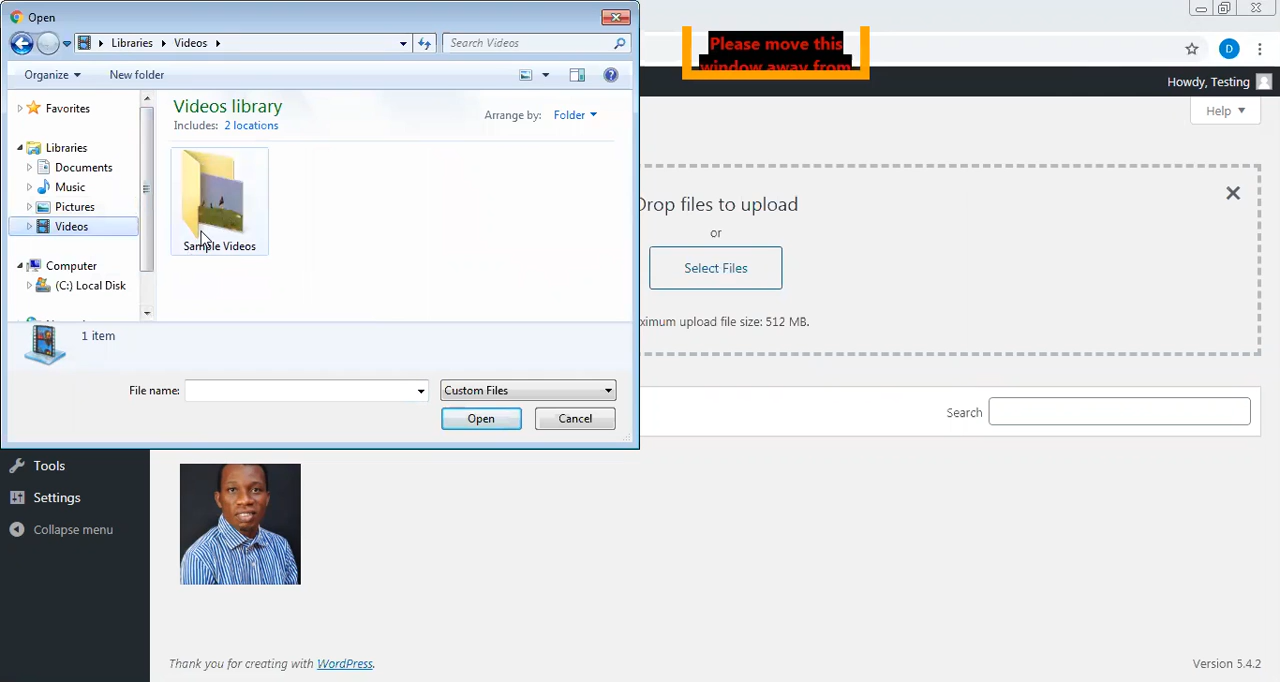 Open
Libraries
Videos
Search Videos
Organize
New folder
Favorites
Libraries
Documents
Music
Pictures
Videos
Computer
(C:) Local Disk
Videos library
Includes: 2 locations
Arrange by: Folder
Sample Videos
1 item
File name:
Custom Files
Open
Cancel
Please move this
window away from
D
Howdy, Testing
Help
Drop files to upload
or
Select Files
ximum upload file size: 512 MB.
Search
Tools
Settings
Collapse menu
Thank you for creating with WordPress.
Version 5.4.2